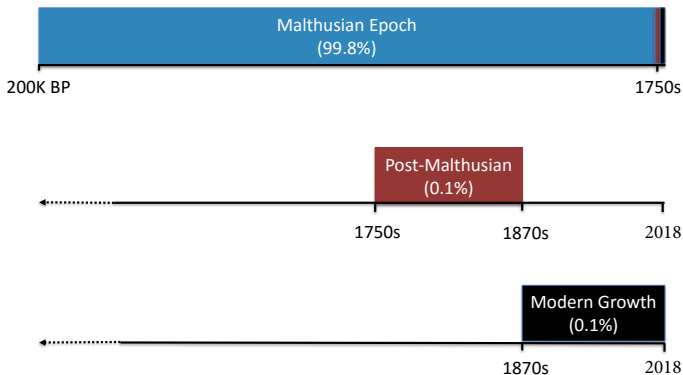 Malthusian Epoch
(99.8%)
200K BP 1750s
Post-Malthusian
(0.1%)
1750s 1870s 2018
Modern Growth
(0.1%)
1870s 2018